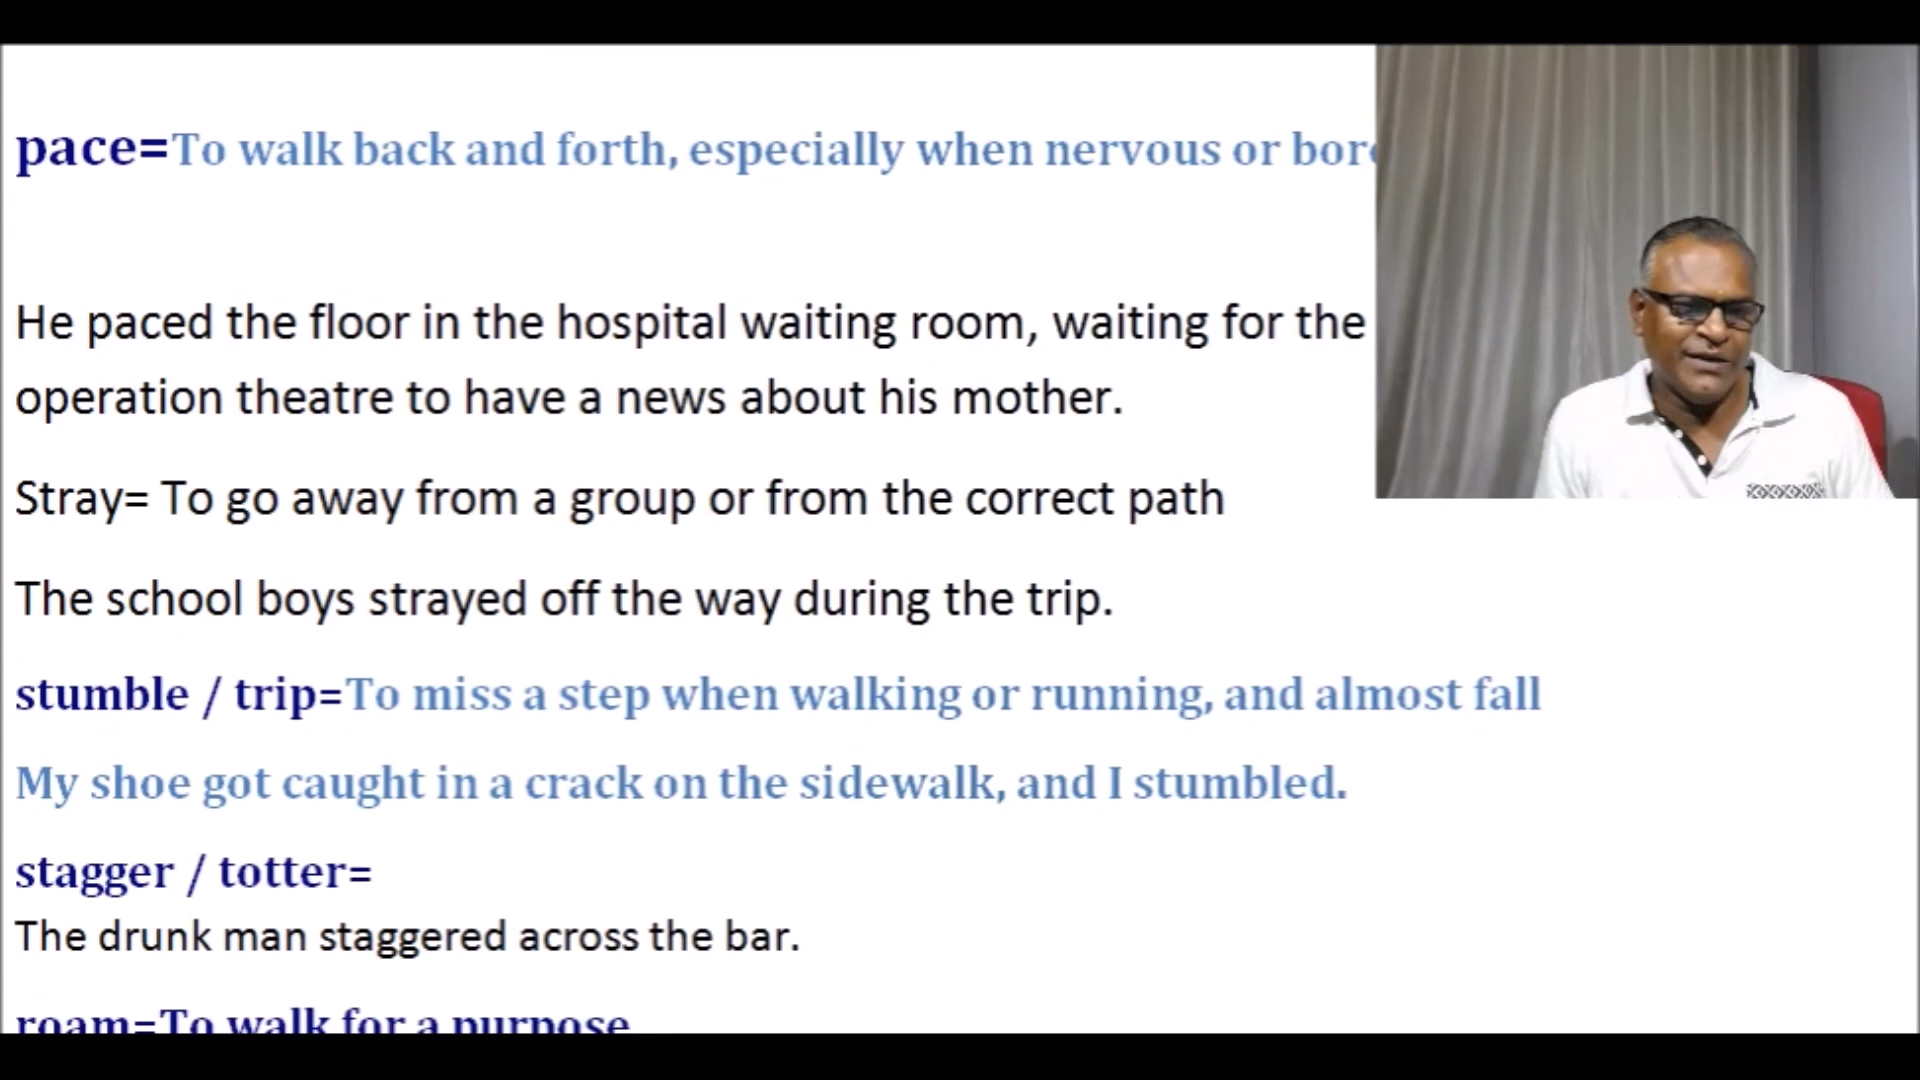 pace=To walk back and forth, especially when nervous or
He paced the floor in the hospital waiting room, waiting for the
operation theatre to have a news about his mother.
Stray= To go away from a group or from the correct path
The school boys strayed off the way during the trip.
stumble / trip=To miss a step when walking or running, and almost fall
My shoe got caught in a crack on the sidewalk, and I stumbled.
stagger / totter=
The drunk man staggered across the bar.
roam=To walk for a purpose